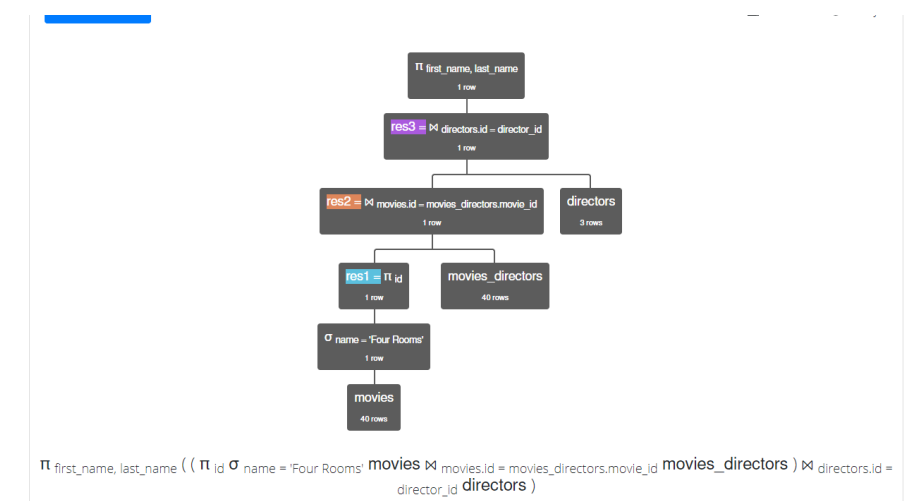 π first_name, last_name
1 row
res3 = ⋈ directors.id = director_id
1 row
res2 = ⋈ movies.id = movies_directors.movie_id
1 row
directors
3 rows
res1 = π id
1 row
movies_directors
40 rows
σ name = 'Four Rooms'
1 row
movies
40 rows
π first_name, last_name ( ( π id σ name = 'Four Rooms' movies ⋈ movies.id = movies_directors.movie_id movies_directors ) ⋈ directors.id =
director_id directors )